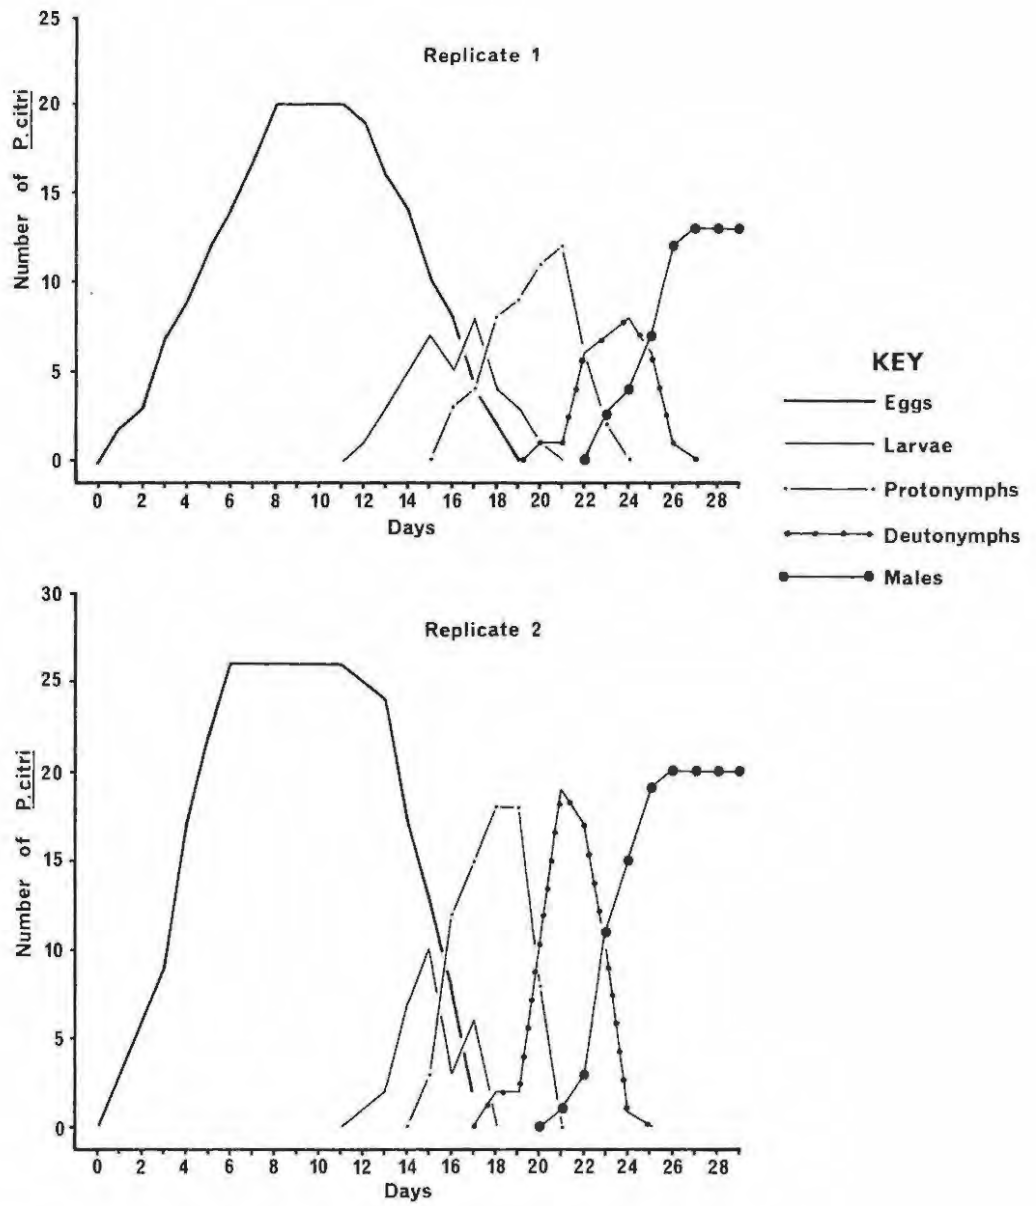 Replicate 1
25
20
15
10
5
0
Number of P.citri
0 2 4 6 8 10 12 14 16 18 20 22 24 26 28
Days
KEY
Eggs
Larvae
Protonymphs
Deutonymphs
Males
Replicate 2
30
25
20
15
10
5
0
Number of P.citri
0 2 4 6 8 10 12 14 16 18 20 22 24 26 28
Days